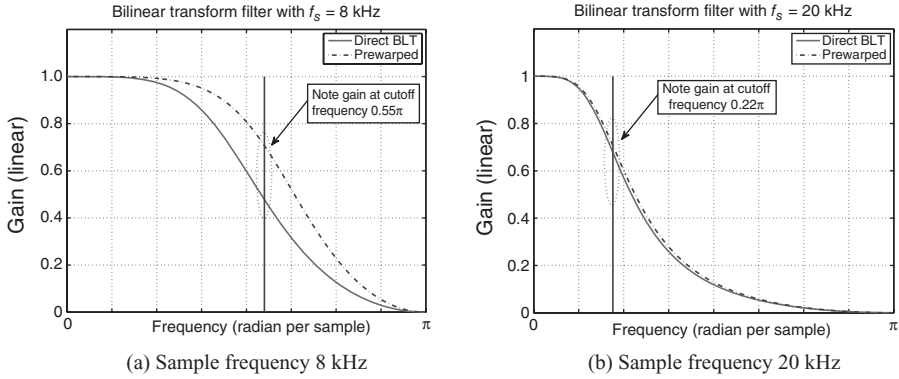 Bilinear transform filter with fs = 8 kHz
Direct BLT
Prewarped
1.0
0.8
0.6
0.4
0.2
0
Gain (linear)
Note gain at cutoff
frequency 0.55π
0
Frequency (radian per sample)
π
(a) Sample frequency 8 kHz
Bilinear transform filter with fs = 20 kHz
Direct BLT
Prewarped
1.0
0.8
0.6
0.4
0.2
0
Gain (linear)
Note gain at cutoff
frequency 0.22π
0
Frequency (radian per sample)
π
(b) Sample frequency 20 kHz